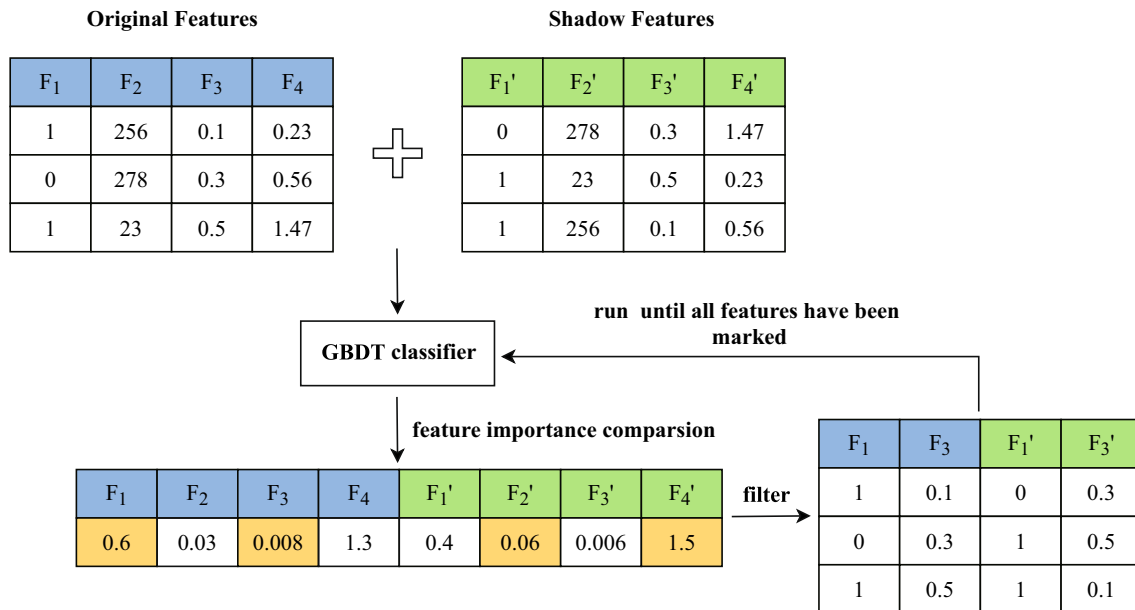 Original Features Shadow Features
F1 F2 F3 F4 F1' F2' F3' F4'
1 256 0.1 0.23 0 278 0.3 1.47
0 278 0.3 0.56 1 23 0.5 0.23
1 23 0.5 1.47 1 256 0.1 0.56
run until all features have been
marked
GBDT classifier
feature importance comparsion
F1 F2 F3 F4 F1' F2' F3' F4'
0.6 0.03 0.008 1.3 0.4 0.06 0.006 1.5
filter
F1 F3 F1' F3'
1 0.1 0 0.3
0 0.3 1 0.5
1 0.5 1 0.1